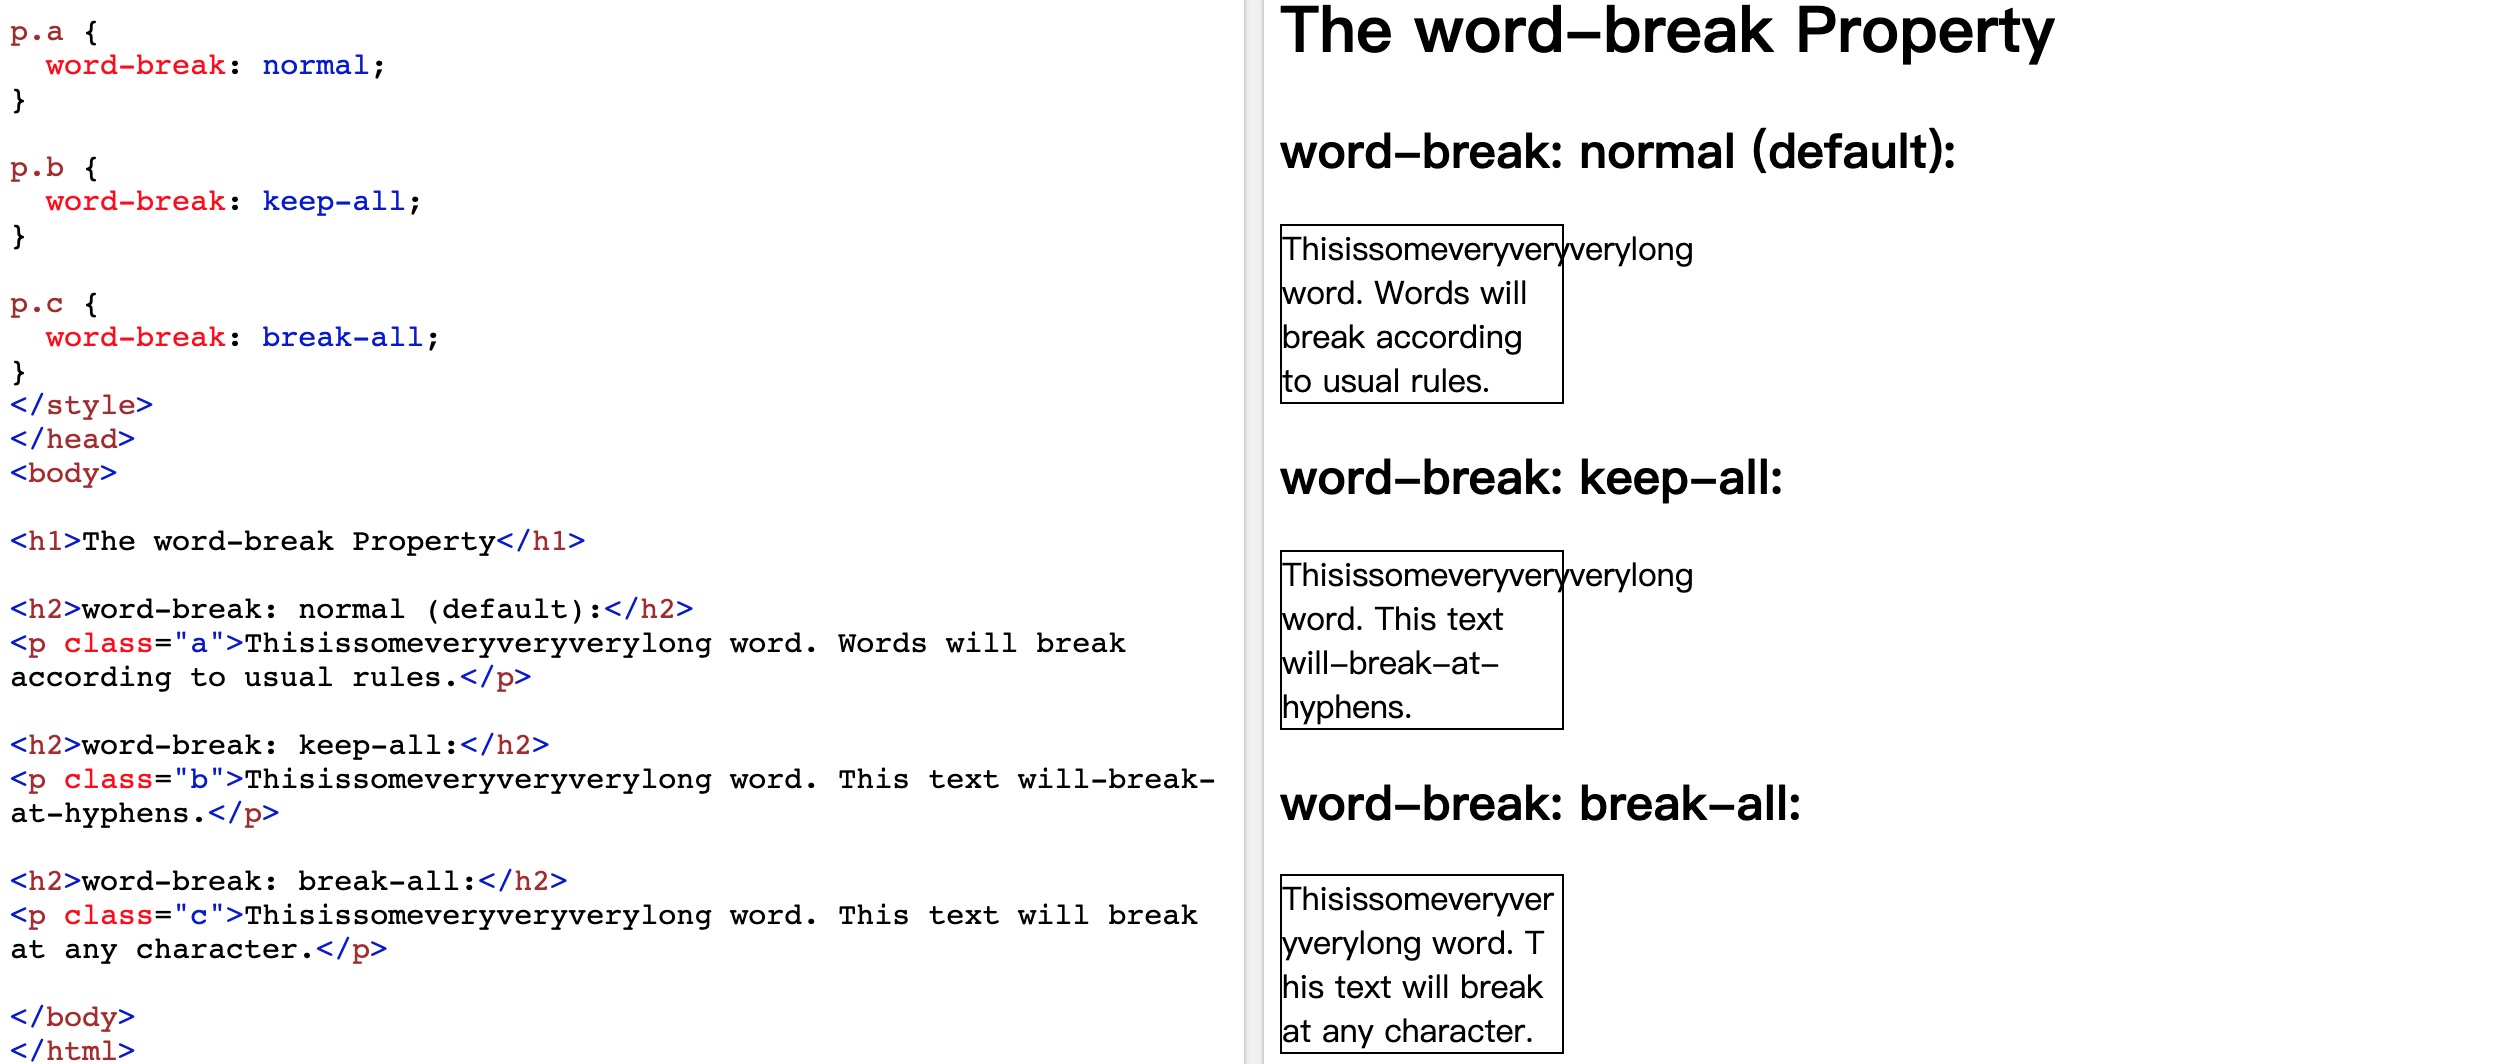 p.a {
  word-break: normal;
}
p.b {
  word-break: keep-all;
}
p.c {
  word-break: break-all;
}
</style>
</head>
<body>
<h1>The word-break Property</h1>
<h2>word-break: normal (default):</h2>
<p class="a">Thisissomeveryveryverylong word. Words will break
according to usual rules.</p>
<h2>word-break: keep-all:</h2>
<p class="b">Thisissomeveryveryverylong word. This text will-break-
at-hyphens.</p>
<h2>word-break: break-all:</h2>
<p class="c">Thisissomeveryveryverylong word. This text will break
at any character.</p>
</body>
</html>
The word-break Property
word-break: normal (default):
Thisissomeveryveryverylong
word. Words will
break according
to usual rules.
word-break: keep-all:
Thisissomeveryveryverylong
word. This text
will-break-at-
hyphens.
word-break: break-all:
Thisissomeveryver
yverylong word. T
his text will break
at any character.